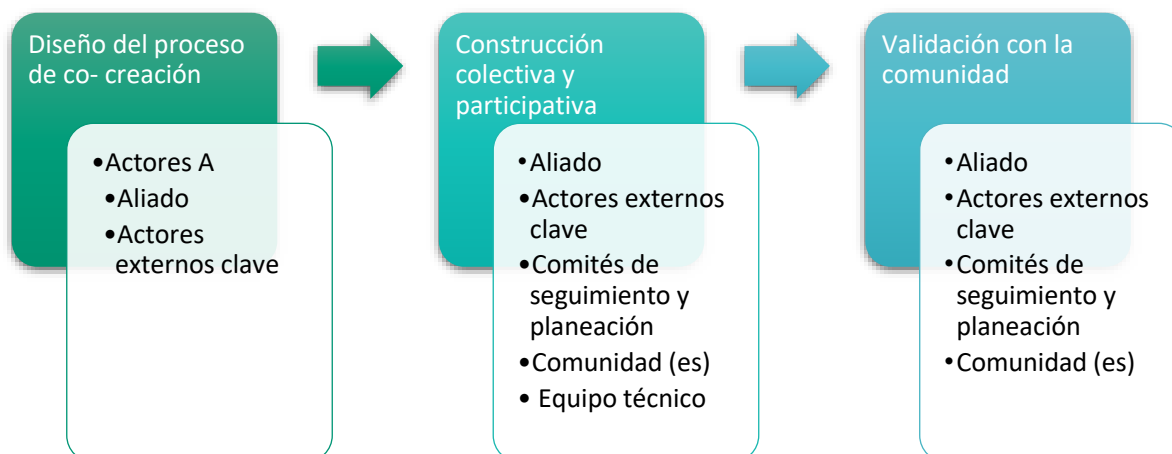 Diseño del proceso
de co- creación
•Actores A
•Aliado
•Actores
externos clave
Construcción
colectiva y
participativa
•Aliado
•Actores externos
clave
•Comités de
seguimiento y
planeación
•Comunidad (es)
• Equipo técnico
Validación con la
comunidad
•Aliado
•Actores externos
clave
•Comités de
seguimiento y
planeación
•Comunidad (es)